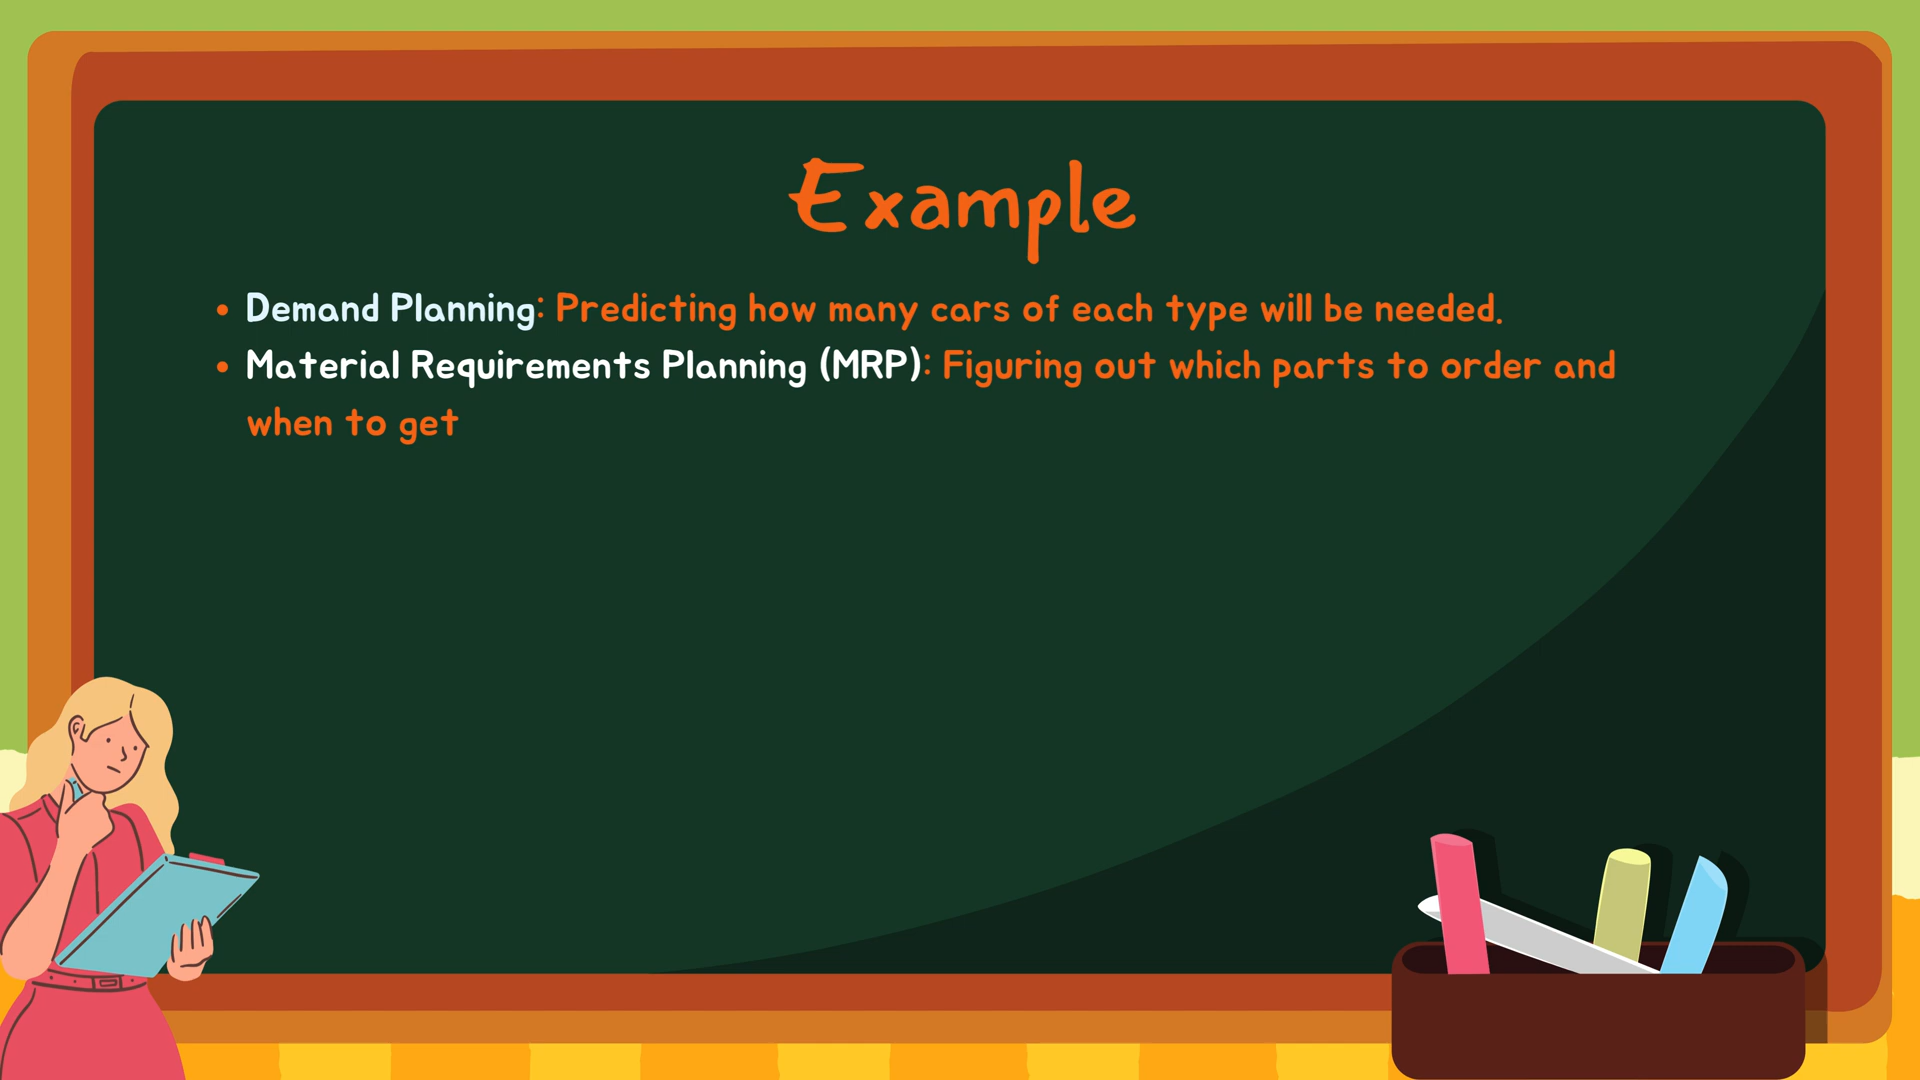 Example
• Demand Planning: Predicting how many cars of each type will be needed.
• Material Requirements Planning (MRP): Figuring out which parts to order and
when to get